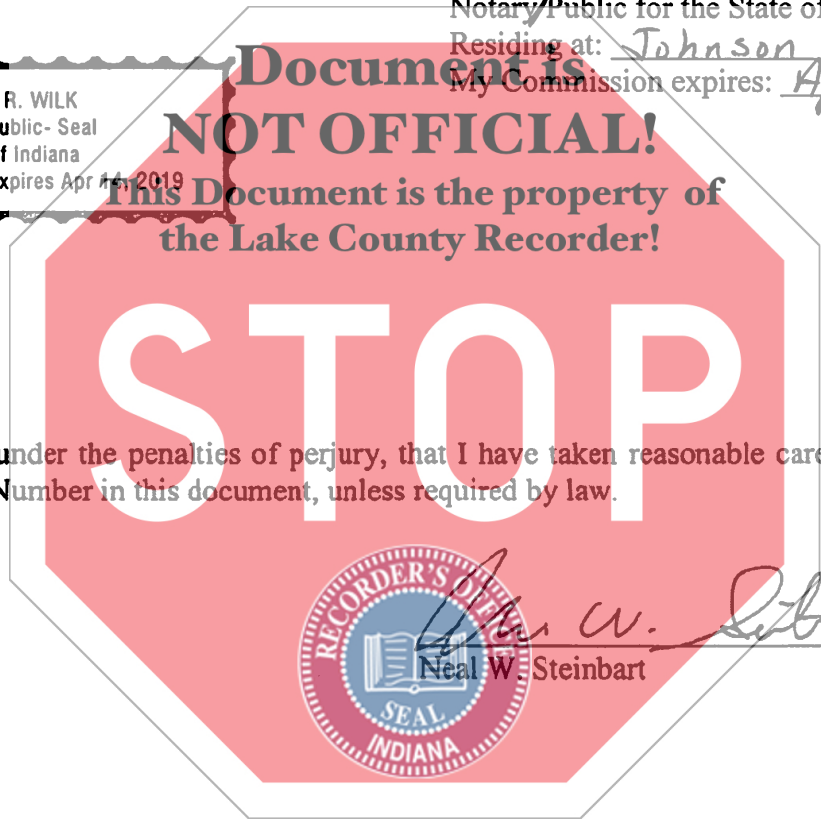 Notary Public for the State of
Residing at: Johnson
My Commission expires:
R. WILK
ublic- Seal
f Indiana
xpires Apr 14, 2019
Document is
NOT OFFICIAL!
This Document is the property of
the Lake County Recorder!
STOP
under the penalties of perjury, that I have taken reasonable care
Number in this document, unless required by law.
Neal W. Steinbart
RECORDER'S OFFICE
SEAL
INDIANA